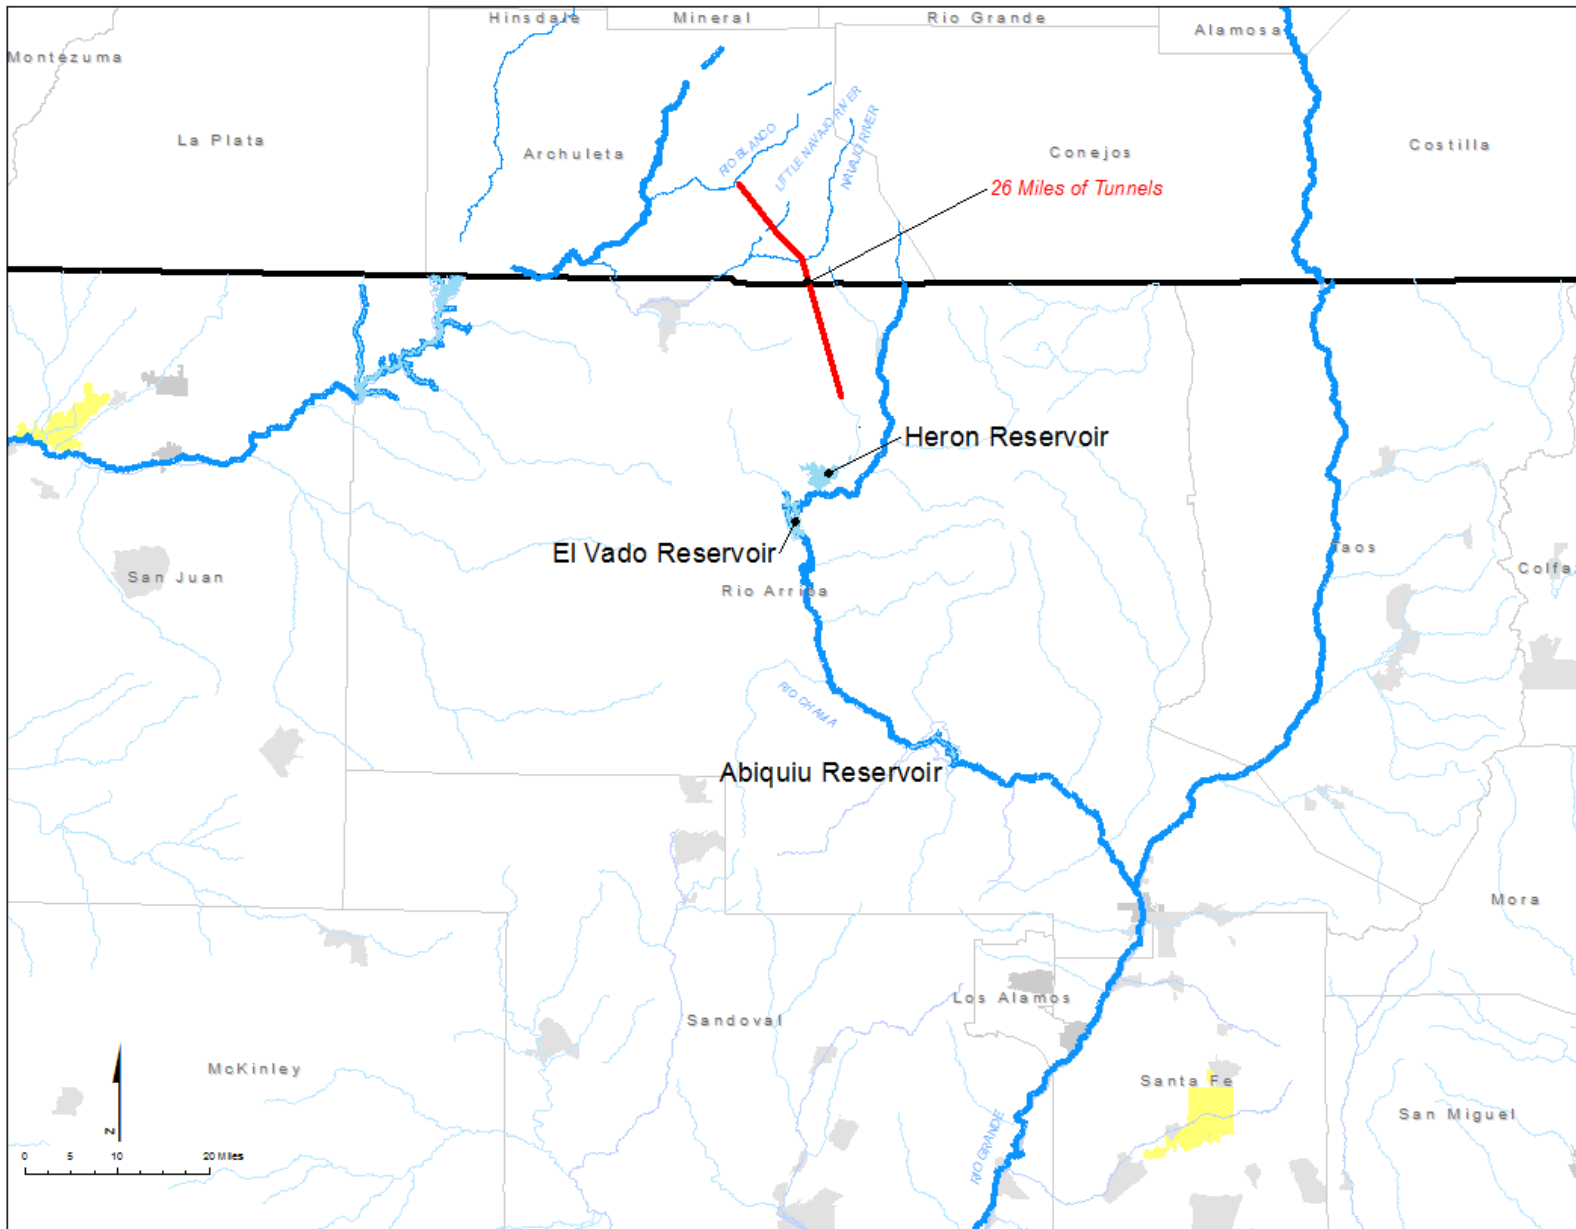 Hinsdale
Mineral
Rio Grande
Alamosa
Montezuma
La Plata
Archuleta
Conejos
Costilla
RIO BLANCO
LITTLE NAVAJO RIVER
NAVAJO RIVER
26 Miles of Tunnels
Heron Reservoir
El Vado Reservoir
San Juan
Rio Arriba
Taos
Colfa
RIO CHAMA
Abiquiu Reservoir
Mora
Los Alamos
Sandoval
McKinley
Santa Fe
San Miguel
RIO GRANDE
N
0 5 10 20 Miles